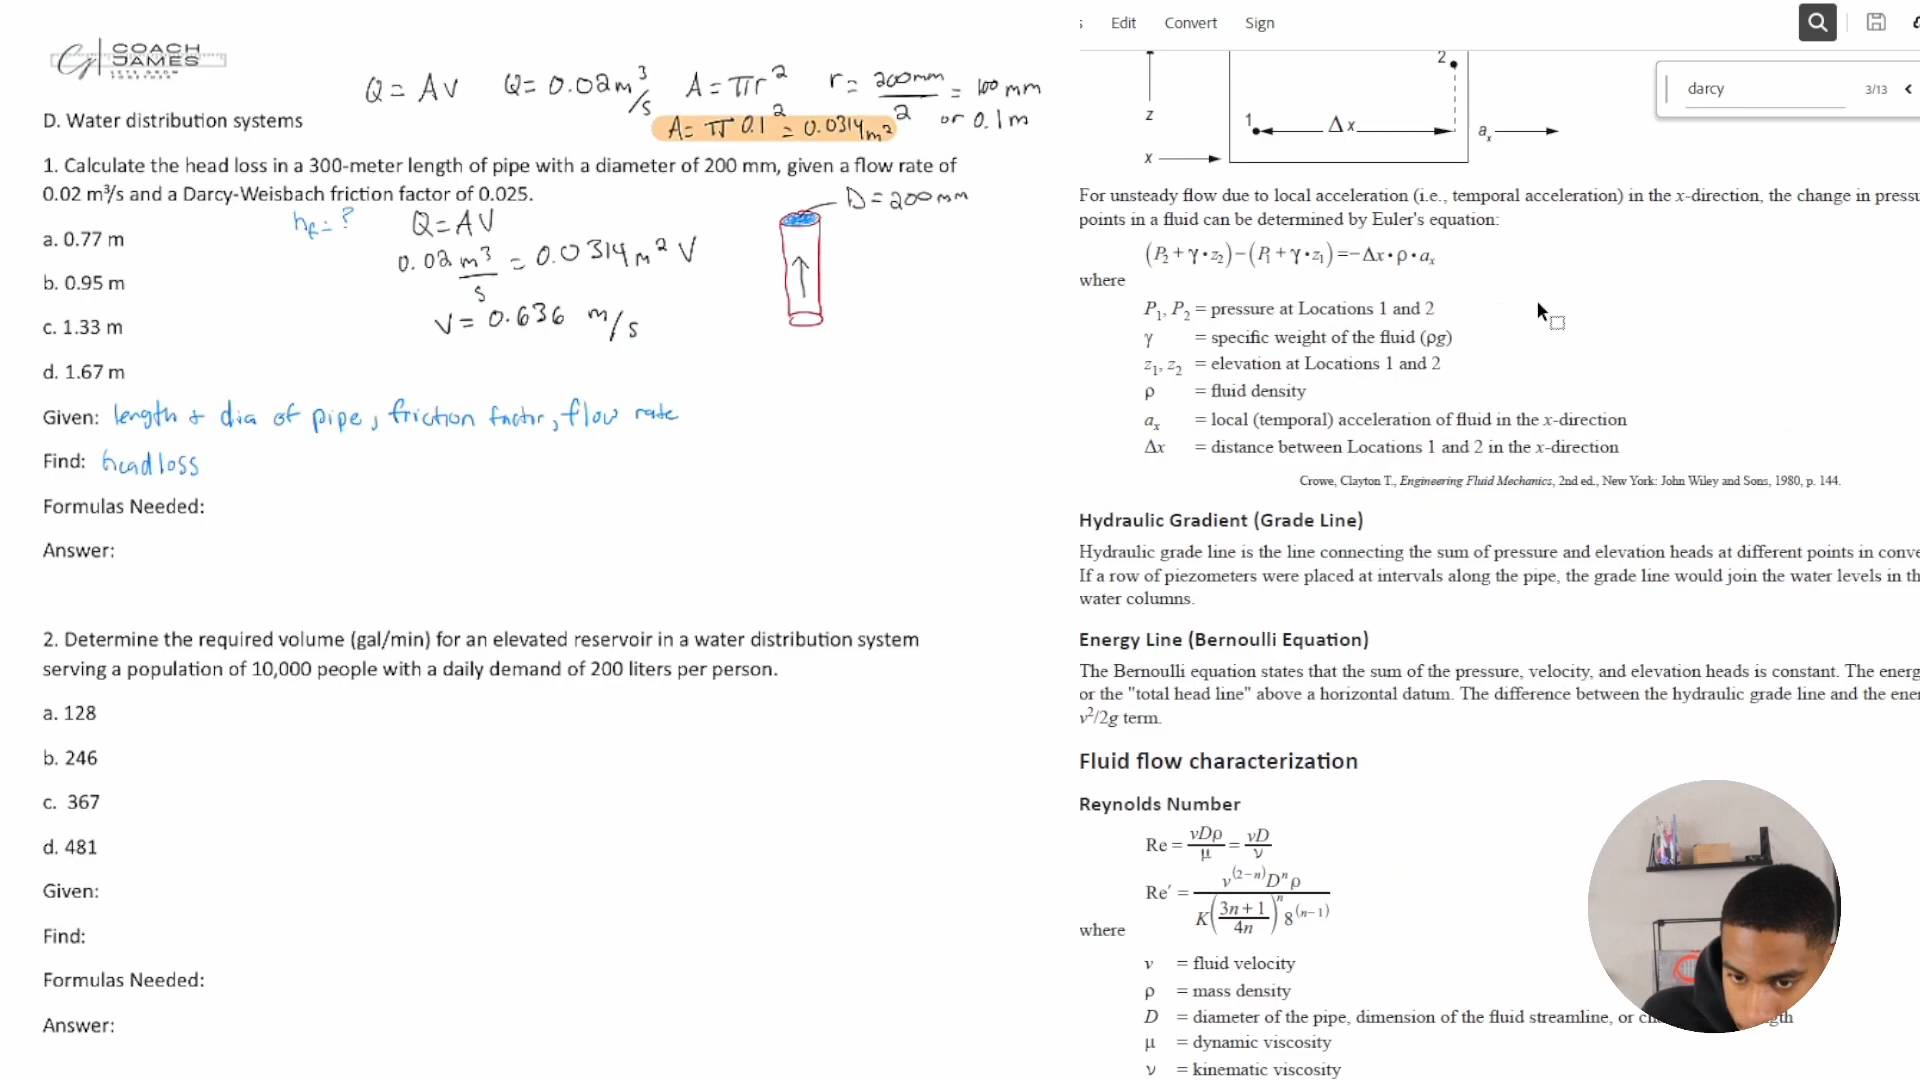 COACH
JAMES
LET'S GROW
TOGETHER
Q = AV Q = 0.02 m³/s A = πr² r = 200mm/2 = 100 mm or 0.1m
A = π 0.1² = 0.0314 m²
D. Water distribution systems
1. Calculate the head loss in a 300-meter length of pipe with a diameter of 200 mm, given a flow rate of
0.02 m³/s and a Darcy-Weisbach friction factor of 0.025.
h_f = ?
Q = AV
0.02 m³/s = 0.0314 m² V
V = 0.636 m/s
D = 200mm
a. 0.77 m
b. 0.95 m
c. 1.33 m
d. 1.67 m
Given: length + dia of pipe, friction factor, flow rate
Find: head loss
Formulas Needed:
Answer:
2. Determine the required volume (gal/min) for an elevated reservoir in a water distribution system
serving a population of 10,000 people with a daily demand of 200 liters per person.
a. 128
b. 246
c. 367
d. 481
Given:
Find:
Formulas Needed:
Answer:
Edit Convert Sign
darcy 3/13
2
z
1 Δx aₓ
x
For unsteady flow due to local acceleration (i.e., temporal acceleration) in the x-direction, the change in
points in a fluid can be determined by Euler's equation:
(P₂ + γ • z₂) − (P₁ + γ • z₁) = −Δx • ρ • aₓ
where
P₁, P₂ = pressure at Locations 1 and 2
γ = specific weight of the fluid (ρg)
z₁, z₂ = elevation at Locations 1 and 2
ρ = fluid density
aₓ = local (temporal) acceleration of fluid in the x-direction
Δx = distance between Locations 1 and 2 in the x-direction
Crowe, Clayton T., Engineering Fluid Mechanics, 2nd ed., New York: John Wiley and Sons, 1980, p. 144.
Hydraulic Gradient (Grade Line)
Hydraulic grade line is the line connecting the sum of pressure and elevation heads at different points in
If a row of piezometers were placed at intervals along the pipe, the grade line would join the water levels in
water columns.
Energy Line (Bernoulli Equation)
The Bernoulli equation states that the sum of the pressure, velocity, and elevation heads is constant. The
or the "total head line" above a horizontal datum. The difference between the hydraulic grade line and the
v²/2g term.
Fluid flow characterization
Reynolds Number
Re = vDρ/μ = vD/ν
Re′ = v^(2−n) D^n ρ / K((3n+1)/4n)^n 8^(n−1)
where
v = fluid velocity
ρ = mass density
D = diameter of the pipe, dimension of the fluid streamline, or
μ = dynamic viscosity
ν = kinematic viscosity